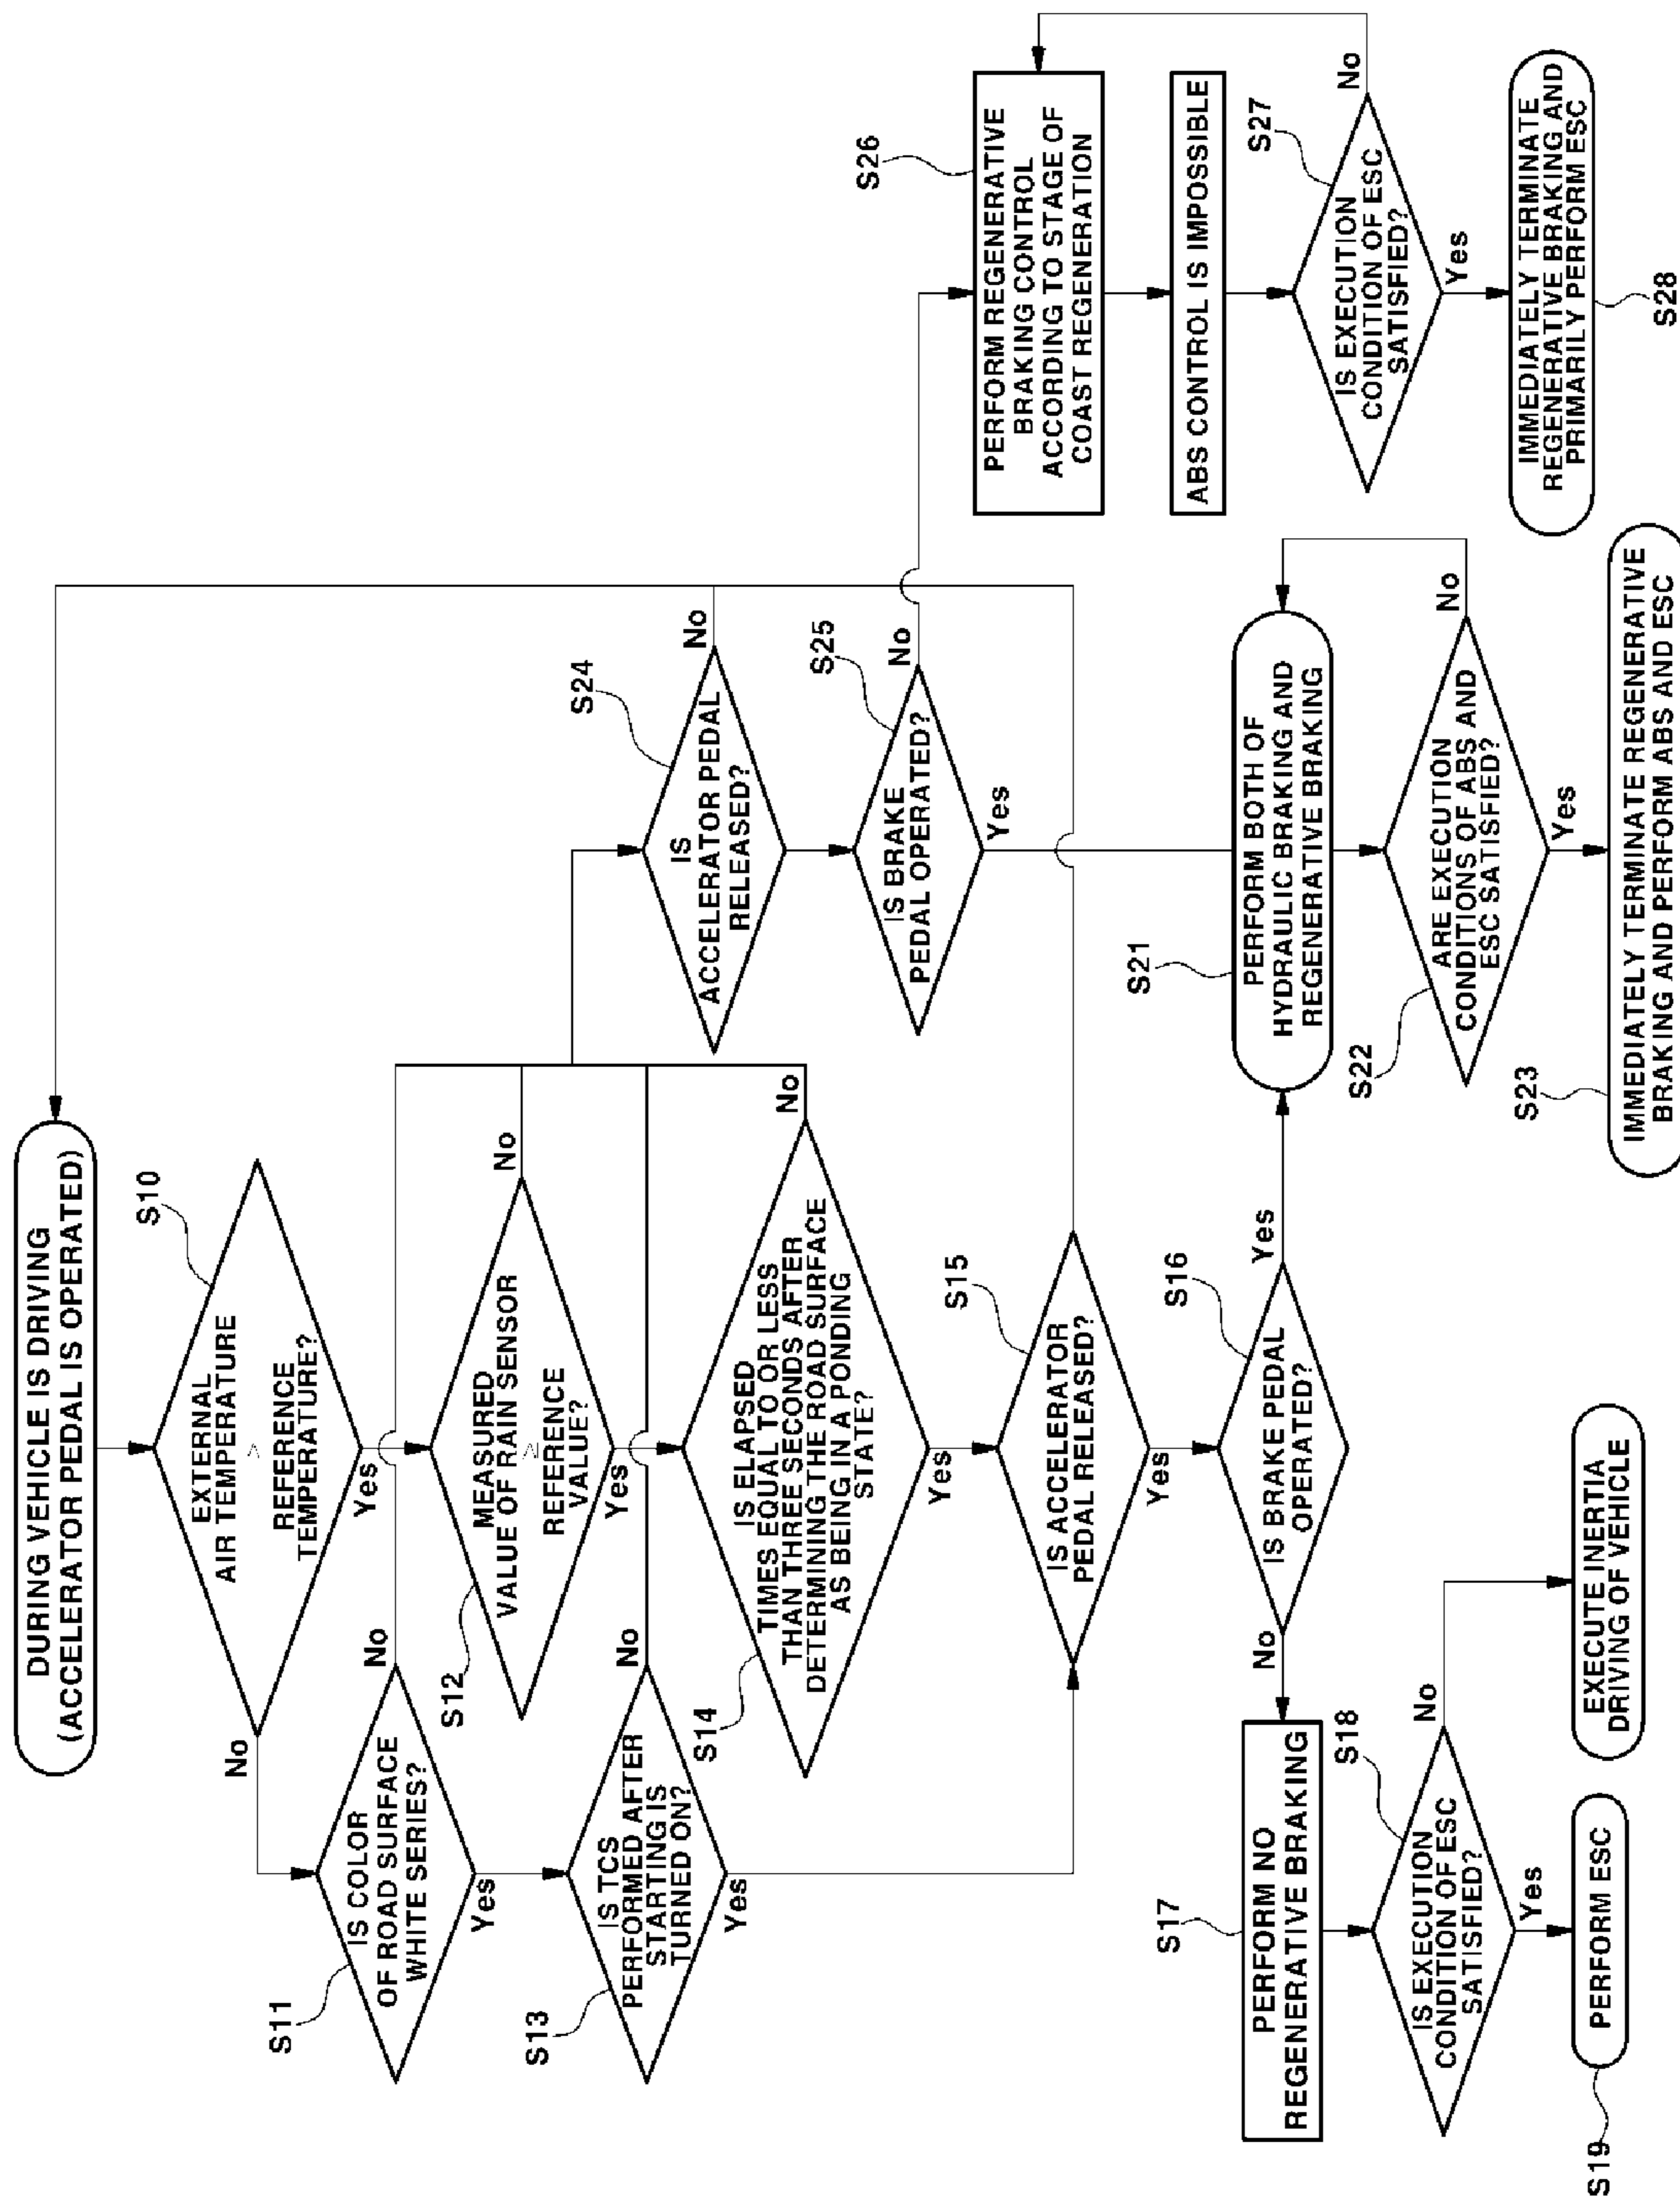 DURING VEHICLE IS DRIVING
(ACCELERATOR PEDAL IS OPERATED)
S10
EXTERNAL
AIR TEMPERATURE
REFERENCE
TEMPERATURE?
No
Yes
S11
IS COLOR
OF ROAD SURFACE
WHITE SERIES?
No
Yes
S12
MEASURED
VALUE OF RAIN SENSOR
REFERENCE
VALUE?
No
Yes
S13
IS TCS
PERFORMED AFTER
STARTING IS
TURNED ON?
No
Yes
S14
IS ELAPSED
TIMES EQUAL TO OR LESS
THAN THREE SECONDS AFTER
DETERMINING THE ROAD SURFACE
AS BEING IN A PONDING
STATE?
No
Yes
S15
IS ACCELERATOR
PEDAL RELEASED?
Yes
S16
IS BRAKE PEDAL
OPERATED?
No
Yes
S17
PERFORM NO
REGENERATIVE BRAKING
S18
IS EXECUTION
CONDITION OF ESC
SATISFIED?
No
Yes
S19
PERFORM ESC
EXECUTE INERTIA
DRIVING OF VEHICLE
S24
IS
ACCELERATOR PEDAL
RELEASED?
No
S25
IS BRAKE
PEDAL OPERATED?
No
Yes
S21
PERFORM BOTH OF
HYDRAULIC BRAKING AND
REGENERATIVE BRAKING
S22
ARE EXECUTION
CONDITIONS OF ABS AND
ESC SATISFIED?
No
Yes
S23
IMMEDIATELY TERMINATE REGENERATIVE
BRAKING AND PERFORM ABS AND ESC
S26
PERFORM REGENERATIVE
BRAKING CONTROL
ACCORDING TO STAGE OF
COAST REGENERATION
ABS CONTROL IS IMPOSSIBLE
S27
IS EXECUTION
CONDITION OF ESC
SATISFIED?
No
Yes
IMMEDIATELY TERMINATE
REGENERATIVE BRAKING AND
PRIMARILY PERFORM ESC
S28